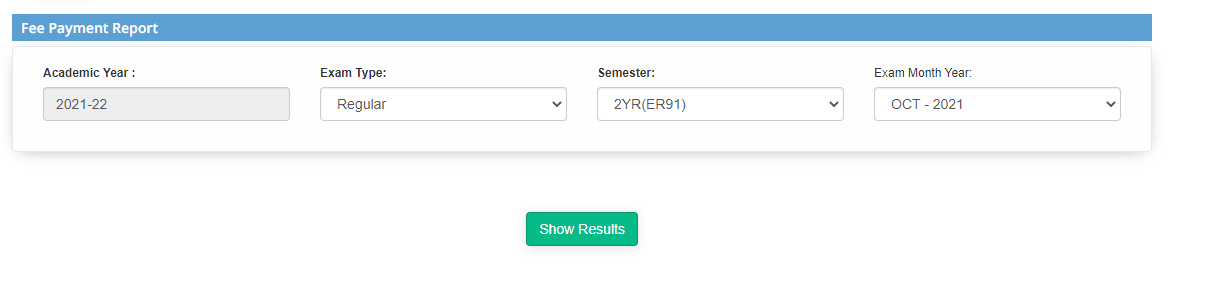 Fee Payment Report
Academic Year : Exam Type: Semester: Exam Month Year:
2021-22 Regular 2YR(ER91) OCT - 2021
Show Results